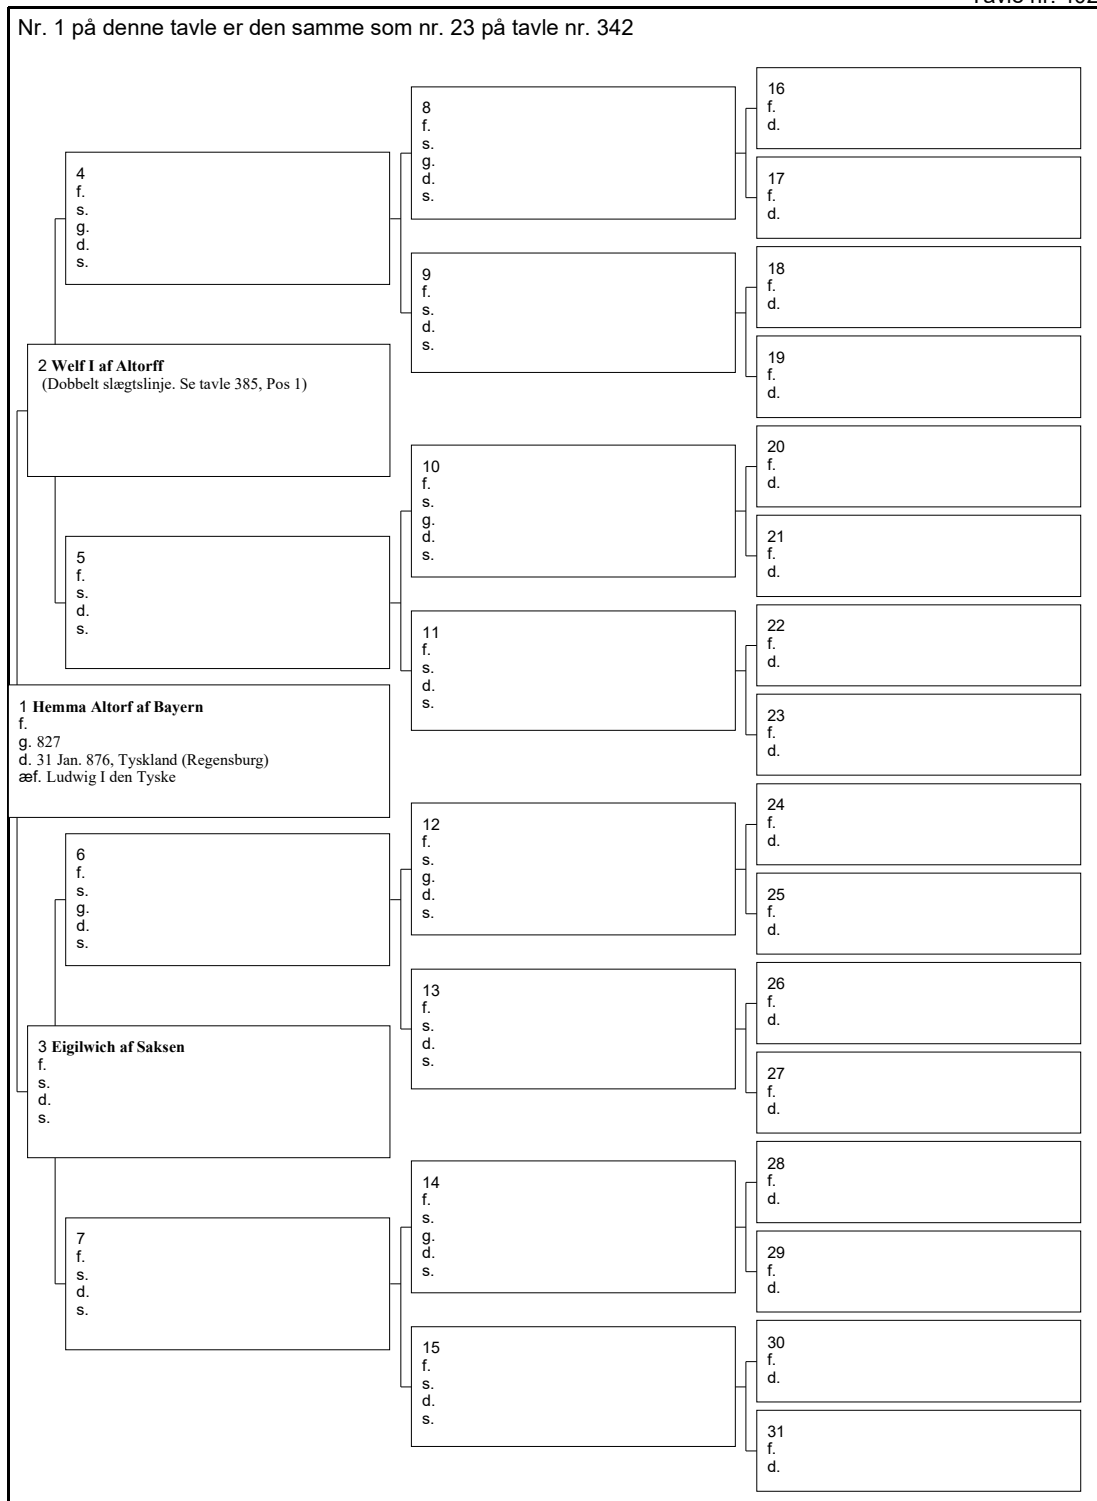 Tavle nr.
Nr. 1 på denne tavle er den samme som nr. 23 på tavle nr. 342
1 Hemma Altorf af Bayern
f.
g. 827
d. 31 Jan. 876, Tyskland (Regensburg)
æf. Ludwig I den Tyske
2 Welf I af Altorff
(Dobbelt slægtslinje. Se tavle 385, Pos 1)
3 Eigilwich af Saksen
f.
s.
d.
s.
4
f.
s.
g.
d.
s.
5
f.
s.
d.
s.
6
f.
s.
g.
d.
s.
7
f.
s.
d.
s.
8
f.
s.
g.
d.
s.
9
f.
s.
d.
s.
10
f.
s.
g.
d.
s.
11
f.
s.
d.
s.
12
f.
s.
g.
d.
s.
13
f.
s.
d.
s.
14
f.
s.
g.
d.
s.
15
f.
s.
d.
s.
16
f.
d.
17
f.
d.
18
f.
d.
19
f.
d.
20
f.
d.
21
f.
d.
22
f.
d.
23
f.
d.
24
f.
d.
25
f.
d.
26
f.
d.
27
f.
d.
28
f.
d.
29
f.
d.
30
f.
d.
31
f.
d.